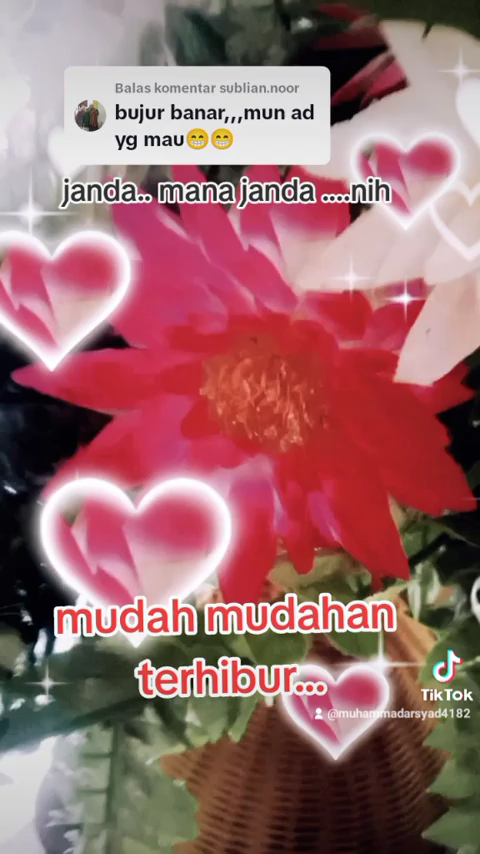 Balas komentar sublian.noor
bujur banar,,,mun ad
yg mau😁😁
janda.. mana janda ....nih
mudah mudahan
terhibur...
TikTok
@muhammadarsyad4182